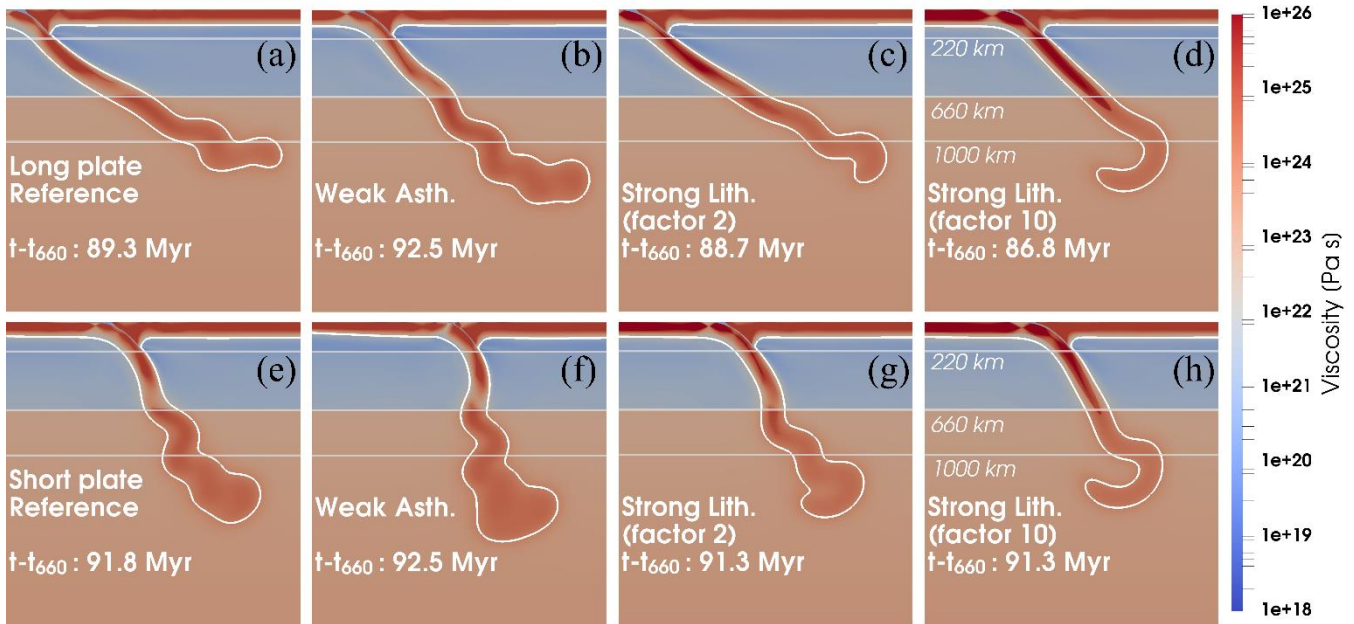 (a)
Long plate
Reference
t-t660 : 89.3 Myr
(b)
Weak Asth.
t-t660 : 92.5 Myr
(c)
Strong Lith.
(factor 2)
t-t660 : 88.7 Myr
(d)
220 km
660 km
1000 km
Strong Lith.
(factor 10)
t-t660 : 86.8 Myr
(e)
Short plate
Reference
t-t660 : 91.8 Myr
(f)
Weak Asth.
t-t660 : 92.5 Myr
(g)
Strong Lith.
(factor 2)
t-t660 : 91.3 Myr
(h)
220 km
660 km
1000 km
Strong Lith.
(factor 10)
t-t660 : 91.3 Myr
1e+26
1e+25
1e+24
1e+23
1e+22
1e+21
1e+20
1e+19
1e+18
Viscosity (Pa s)